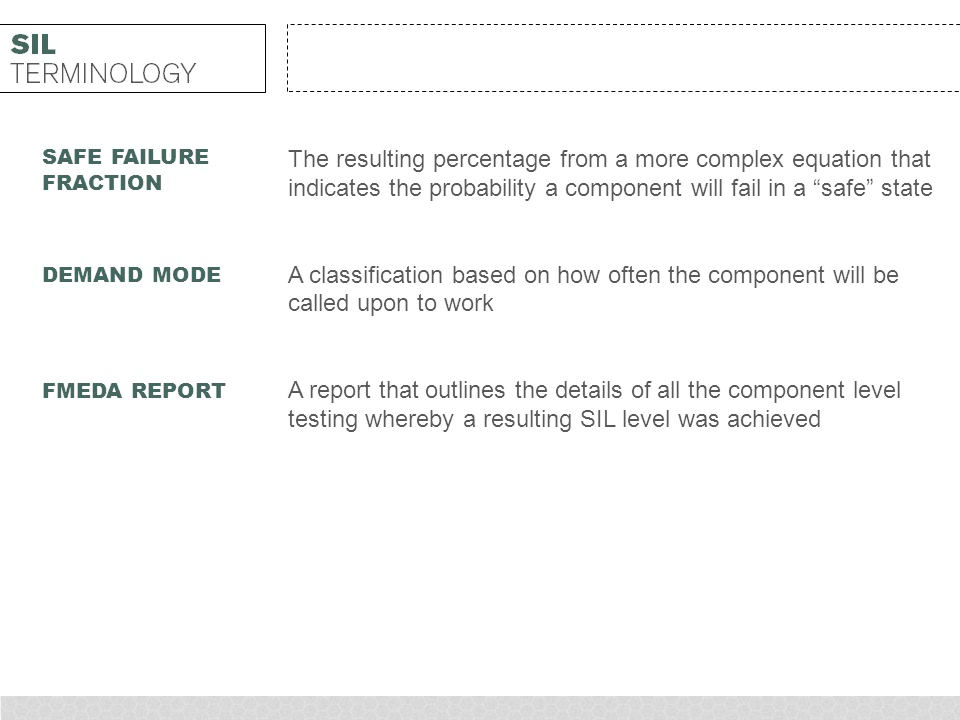 SIL
TERMINOLOGY
SAFE FAILURE
FRACTION
The resulting percentage from a more complex equation that
indicates the probability a component will fail in a “safe” state
DEMAND MODE
A classification based on how often the component will be
called upon to work
FMEDA REPORT
A report that outlines the details of all the component level
testing whereby a resulting SIL level was achieved